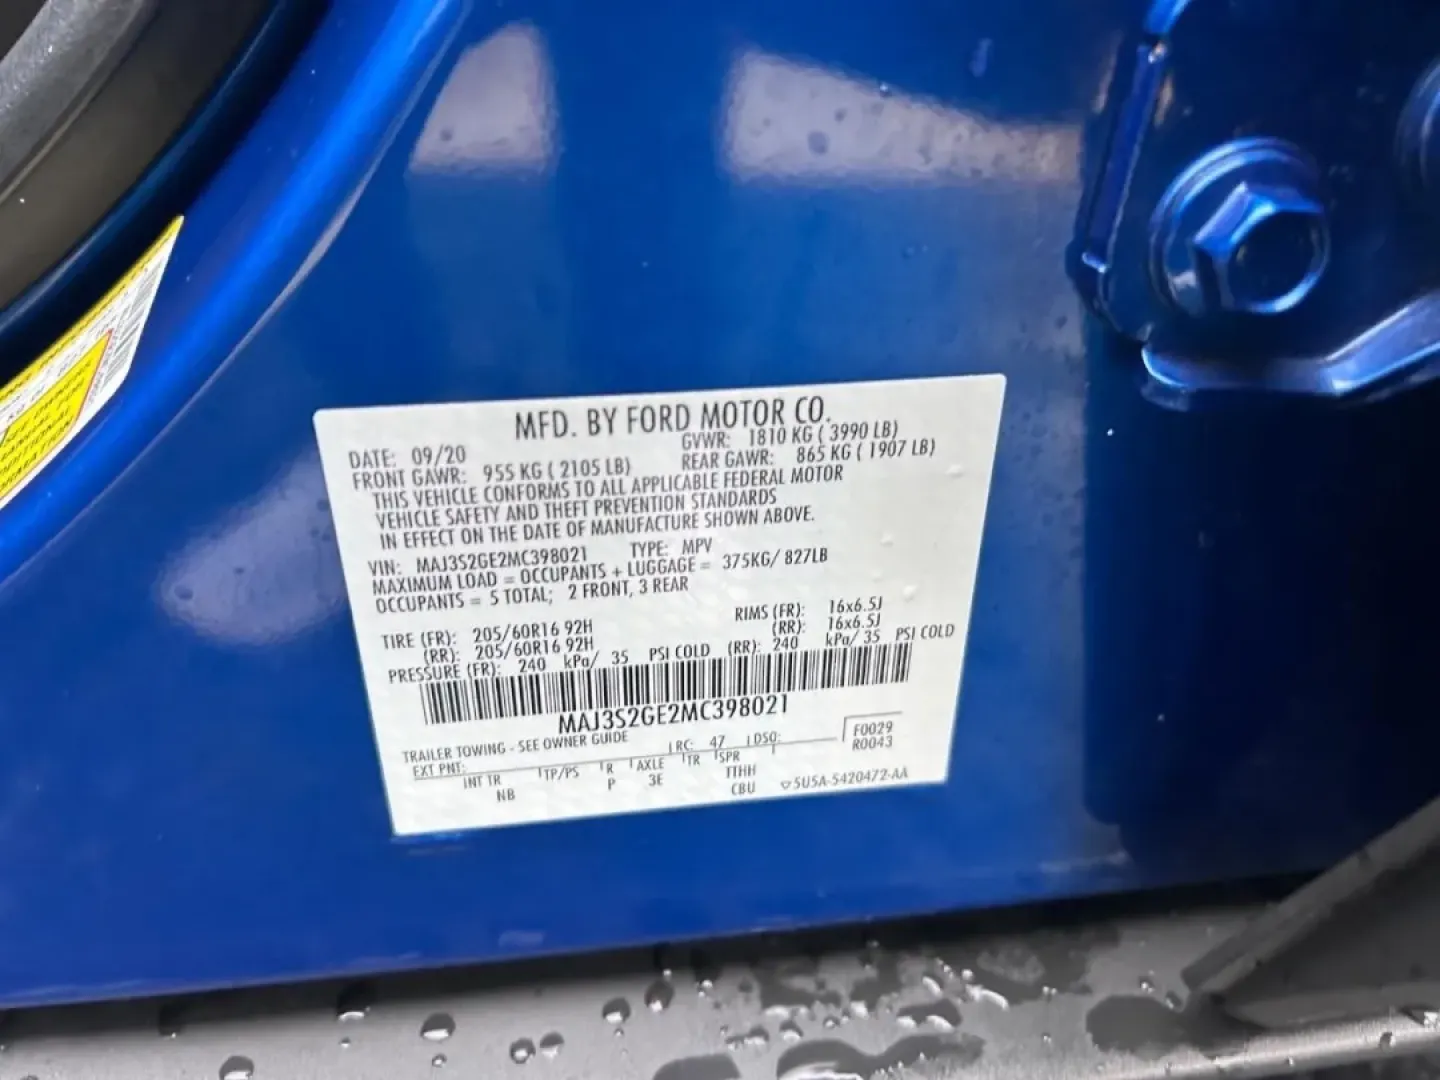 MFD. BY FORD MOTOR CO.
DATE: 09/20 GVWR: 1810 KG ( 3990 LB)
FRONT GAWR: 955 KG ( 2105 LB) REAR GAWR: 865 KG ( 1907 LB)
THIS VEHICLE CONFORMS TO ALL APPLICABLE FEDERAL MOTOR
VEHICLE SAFETY AND THEFT PREVENTION STANDARDS
IN EFFECT ON THE DATE OF MANUFACTURE SHOWN ABOVE.
VIN: MAJ3S2GE2MC398021 TYPE: MPV
MAXIMUM LOAD = OCCUPANTS + LUGGAGE = 375KG/ 827LB
OCCUPANTS = 5 TOTAL; 2 FRONT, 3 REAR
TIRE (FR): 205/60R16 92H RIMS (FR): 16x6.5J
(RR): 205/60R16 92H (RR): 16x6.5J
PRESSURE (FR): 240 kPa/ 35 PSI COLD (RR): 240 kPa/ 35 PSI COLD
MAJ3S2GE2MC398021
TRAILER TOWING - SEE OWNER GUIDE
EXT PNT: RC: 47 DSO: F0029
R0043
INT TR TP/PS R AXLE TR SPR
NB P 3E TTHH
CBU 5U5A-5420472-AA